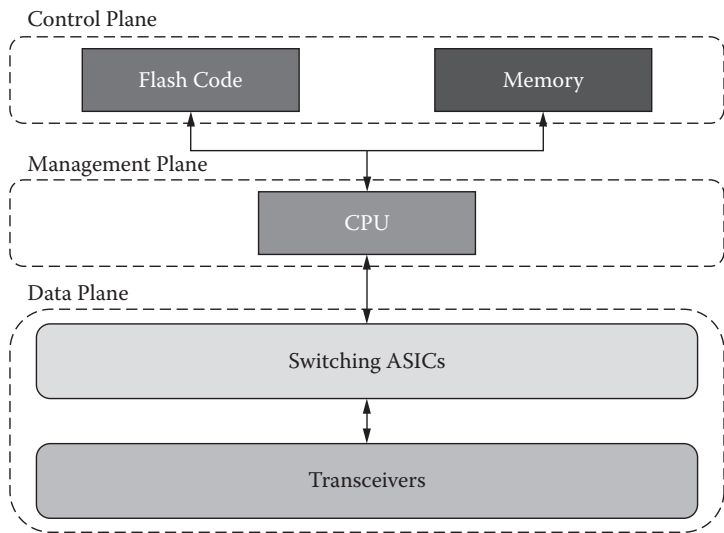 Control Plane
Flash Code
Memory
Management Plane
CPU
Data Plane
Switching ASICs
Transceivers